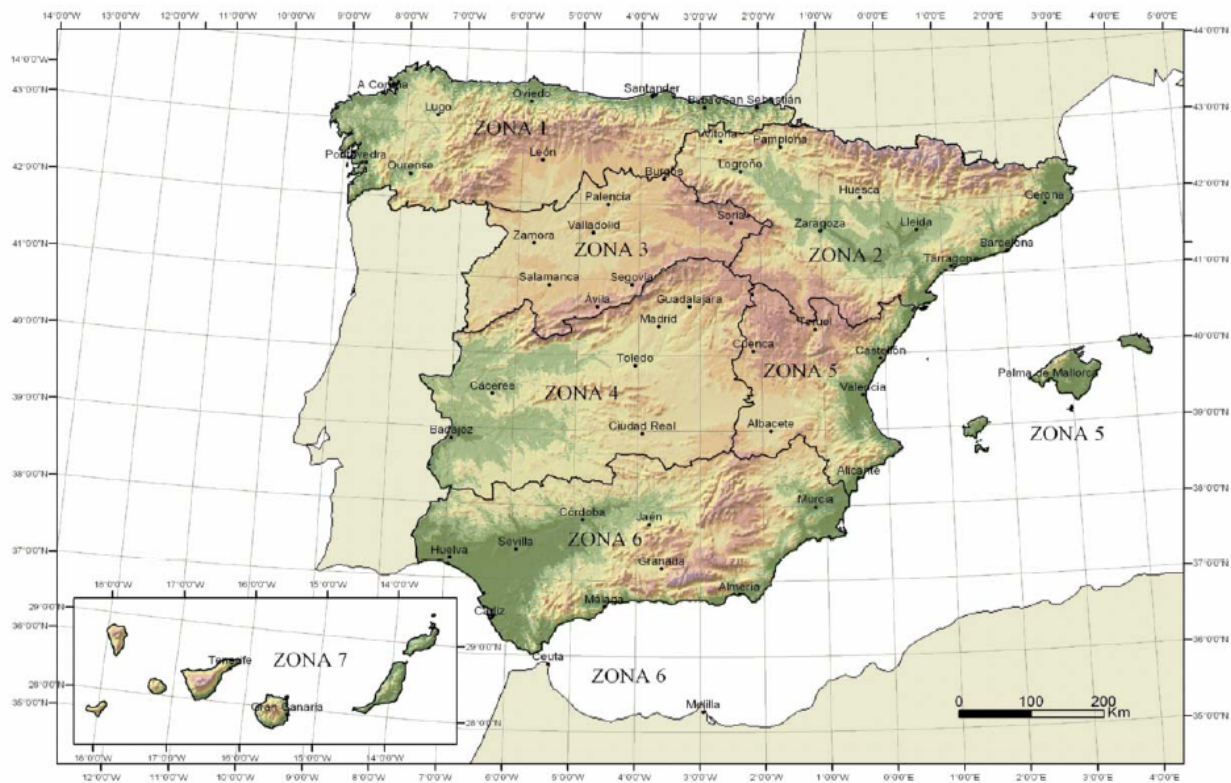 14°0'0"W 13°0'0"W 12°0'0"W 11°0'0"W 10°0'0"W 9°0'0"W 8°0'0"W 7°0'0"W 6°0'0"W 5°0'0"W 4°0'0"W 3°0'0"W 2°0'0"W 1°0'0"W 0°0'0" 1°0'0"E 2°0'0"E 3°0'0"E 4°0'0"E 5°0'0"E
44°0'0"N
14°0'0"N
43°0'0"N
43°0'0"N
42°0'0"N
42°0'0"N
41°0'0"N
41°0'0"N
40°0'0"N
40°0'0"N
39°0'0"N
39°0'0"N
38°0'0"N
38°0'0"N
37°0'0"N
37°0'0"N
36°0'0"N
36°0'0"N
35°0'0"N
35°0'0"N
A Coruña
Lugo
Oviedo
Santander
Bilbao
San Sebastián
ZONA 1
León
Vitoria
Pamplona
Pontevedra
Ourense
Burgos
Logroño
Palencia
Huesca
Gerona
Valladolid
Soria
Zaragoza
Lleida
Zamora
ZONA 3
ZONA 2
Barcelona
Tarragona
Salamanca
Segovia
Ávila
Guadalajara
Madrid
Teruel
Cuenca
Castellón
Toledo
Palma de Mallorca
Cáceres
ZONA 4
ZONA 5
Valencia
Badajoz
Ciudad Real
Albacete
ZONA 5
Alicante
Murcia
Córdoba
Jaén
Sevilla
ZONA 6
Huelva
Granada
Almería
Málaga
Cádiz
Ceuta
ZONA 6
Melilla
18°0'0"W 17°0'0"W 16°0'0"W 15°0'0"W 14°0'0"W
29°0'0"N
29°0'0"N
28°0'0"N
28°0'0"N
ZONA 7
Tenerife
Gran Canaria
18°0'0"W 17°0'0"W 16°0'0"W 15°0'0"W 14°0'0"W
0 100 200
Km
12°0'0"W 11°0'0"W 10°0'0"W 9°0'0"W 8°0'0"W 7°0'0"W 6°0'0"W 5°0'0"W 4°0'0"W 3°0'0"W 2°0'0"W 1°0'0"W 0°0'0" 1°0'0"E 2°0'0"E 3°0'0"E